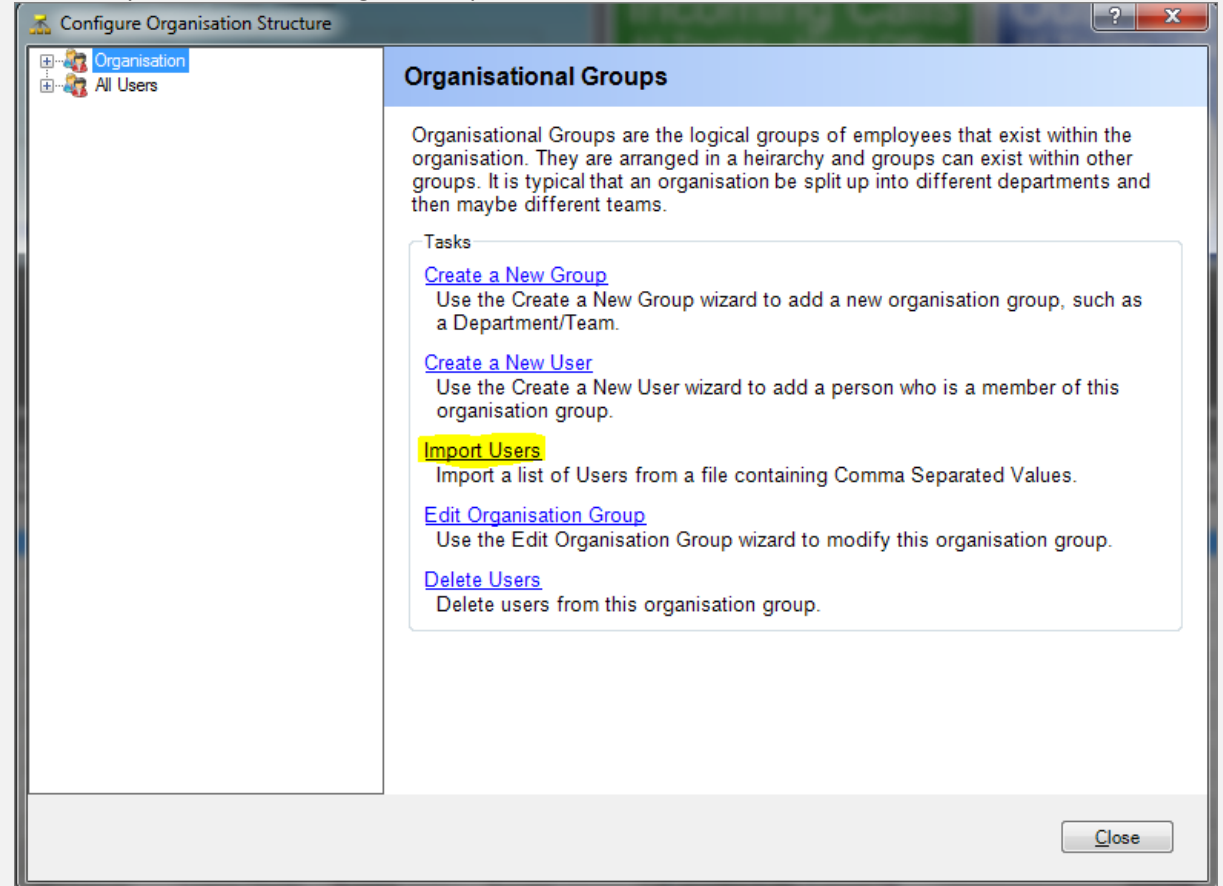 Configure Organisation Structure
Incoming Calls
?
X
Organisation
All Users
Organisational Groups
Organisational Groups are the logical groups of employees that exist within the
organisation. They are arranged in a heirarchy and groups can exist within other
groups. It is typical that an organisation be split up into different departments and
then maybe different teams.
Tasks
Create a New Group
Use the Create a New Group wizard to add a new organisation group, such as
a Department/Team.
Create a New User
Use the Create a New User wizard to add a person who is a member of this
organisation group.
Import Users
Import a list of Users from a file containing Comma Separated Values.
Edit Organisation Group
Use the Edit Organisation Group wizard to modify this organisation group.
Delete Users
Delete users from this organisation group.
Close